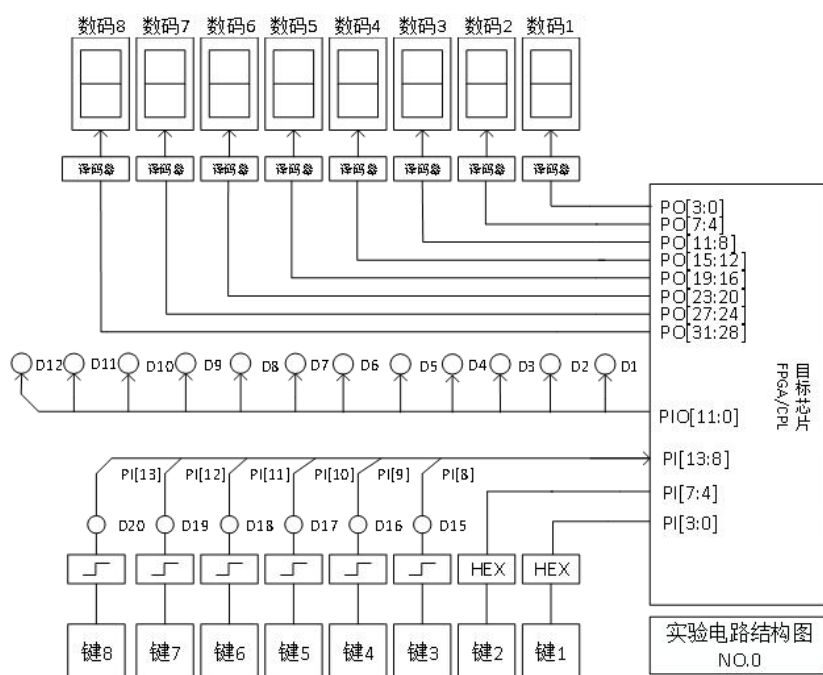 数码8 数码7 数码6 数码5 数码4 数码3 数码2 数码1
译码器 译码器 译码器 译码器 译码器 译码器 译码器 译码器
PO[3:0]
PO[7:4]
PO[11:8]
PO[15:12]
PO[19:16]
PO[23:20]
PO[27:24]
PO[31:28]
D12 D11 D10 D9 D8 D7 D6 D5 D4 D3 D2 D1
目标芯片
FPGA/CPL
PIO[11:0]
PI[13:8]
PI[13] PI[12] PI[11] PI[10] PI[9] PI[8]
PI[7:4]
PI[3:0]
D20 D19 D18 D17 D16 D15
HEX HEX
键8 键7 键6 键5 键4 键3 键2 键1
实验电路结构图
NO.0